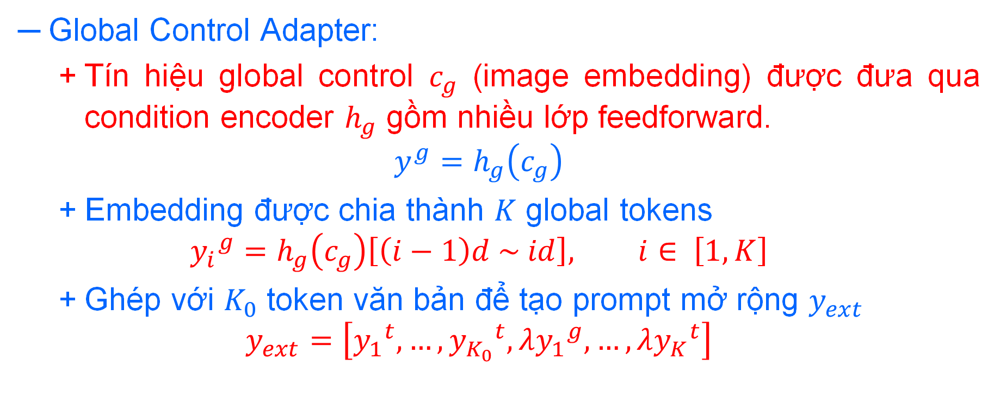 — Global Control Adapter:
+ Tín hiệu global control $c_g$ (image embedding) được đưa qua
condition encoder $h_g$ gồm nhiều lớp feedforward.
$y^g = h_g(c_g)$
+ Embedding được chia thành $K$ global tokens
$y_i{}^g = h_g(c_g)[(i-1)d \sim id], \quad i \in [1, K]$
+ Ghép với $K_0$ token văn bản để tạo prompt mở rộng $y_{ext}$
$y_{ext} = [y_1{}^t, \dots, y_{K_0}{}^t, \lambda y_1{}^g, \dots, \lambda y_K{}^t]$